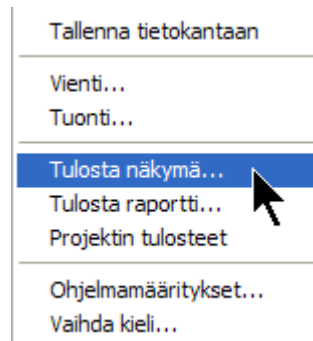 Tallenna tietokantaan
Vienti...
Tuonti...
Tulosta näkymä...
Tulosta raportti...
Projektin tulosteet
Ohjelmamääritykset...
Vaihda kieli...